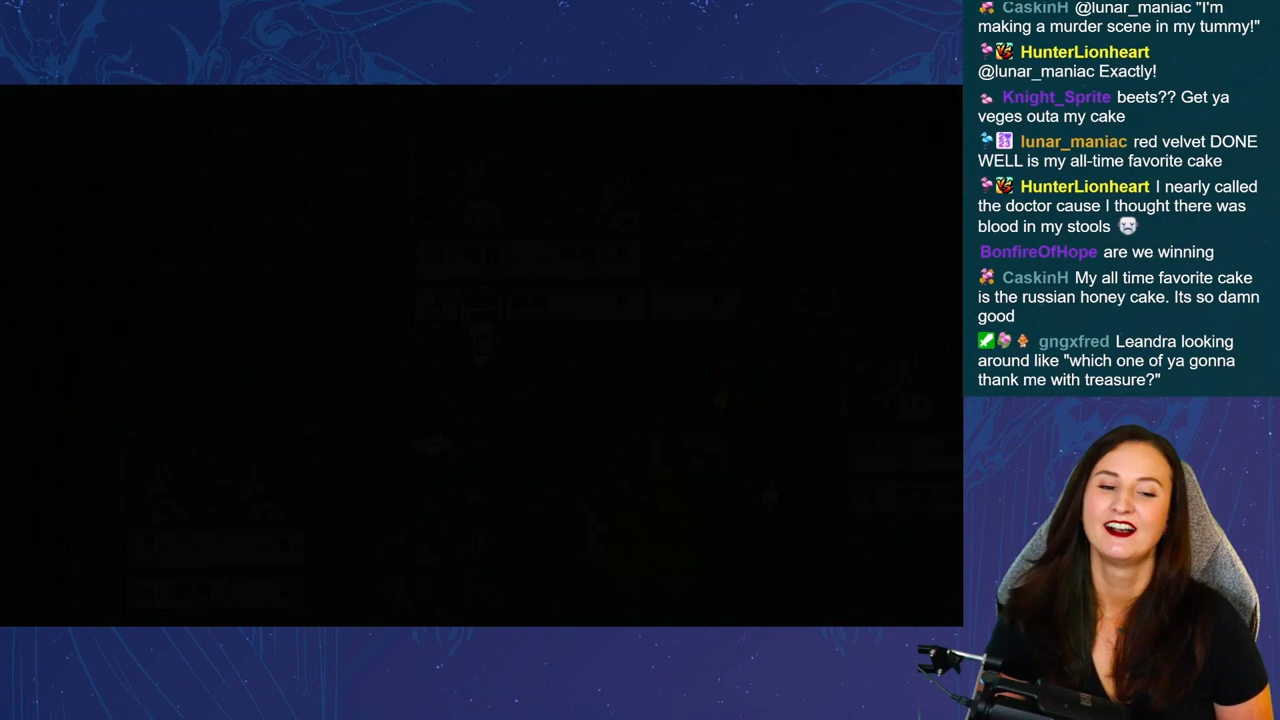 CaskinH @lunar_maniac "I'm
making a murder scene in my tummy!"
HunterLionheart
@lunar_maniac Exactly!
Knight_Sprite beets?? Get ya
veges outa my cake
lunar_maniac red velvet DONE
WELL is my all-time favorite cake
HunterLionheart I nearly called
the doctor cause I thought there was
blood in my stools
BonfireOfHope are we winning
CaskinH My all time favorite cake
is the russian honey cake. Its so damn
good
gngxfred Leandra looking
around like "which one of ya gonna
thank me with treasure?"